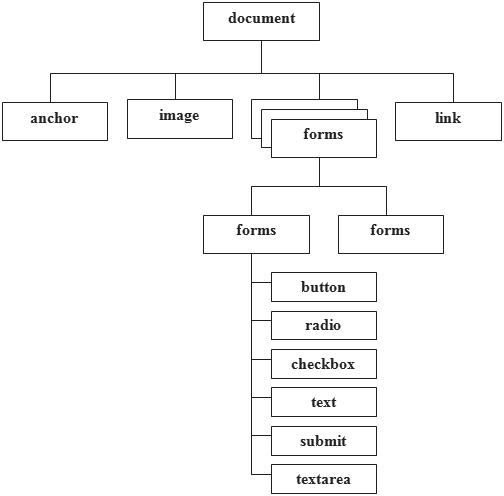 document
anchor
image
forms
link
forms
forms
button
radio
checkbox
text
submit
textarea